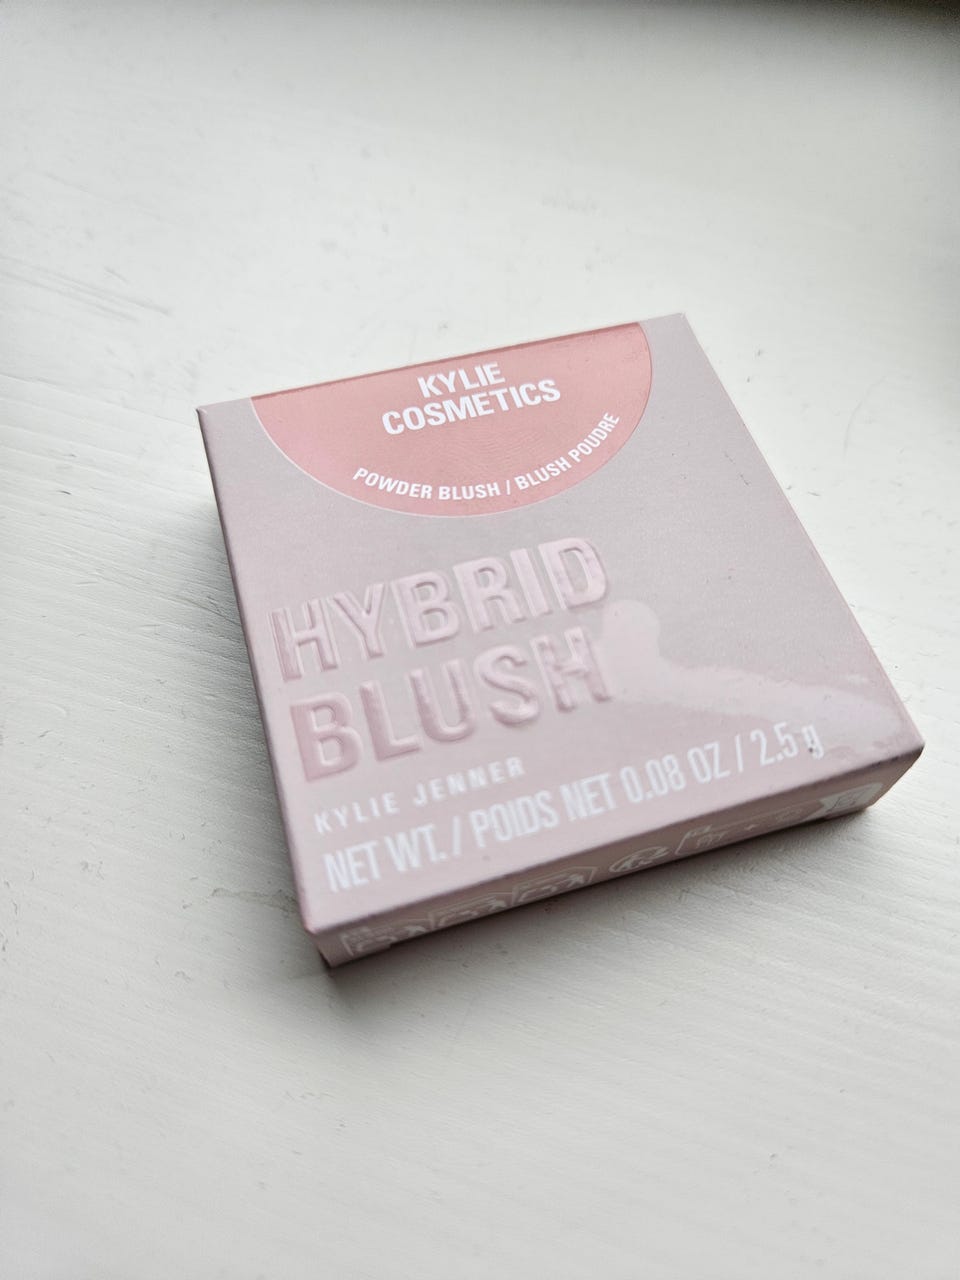 KYLIE
COSMETICS
POWDER BLUSH / BLUSH POUDRE
HYBRID
BLUSH
KYLIE JENNER
NET WT. / POIDS NET 0.08 OZ / 2.5 g